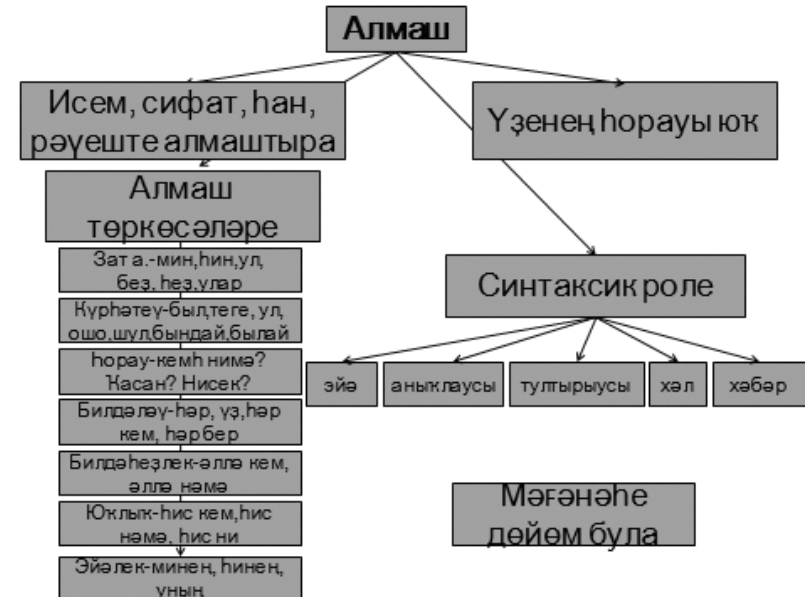 Алмаш
Исем, сифат, һан,
рәүеште алмаштыра
Үҙенең һорауы юҡ
Алмаш
төркөсәләре
Зат а.-мин,һин,ул,
беҙ, һеҙ,улар
Күрһәтеү-был,теге, ул,
ошо,шул,бындай,былай
Һорау-кемһ нимә?
Ҡасан? Нисек?
Билдәләү-һәр, үҙ,һәр
кем, һәр бер
Билдәһеҙлек-әллә кем,
әллә нәмә
Юҡлыҡ-һис кем,һис
нәмә, һис ни
Эйәлек-минең, һинең,
уның
Синтаксик роле
эйә
аныҡлаусы
тултырыусы
хәл
хәбәр
Мәғәнәһе
дөйөм була